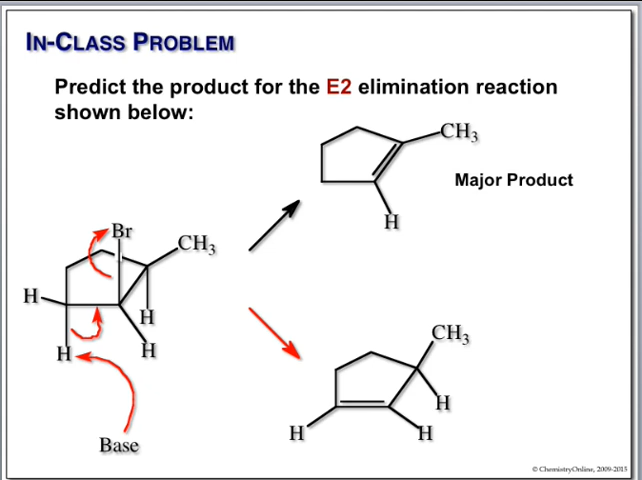 IN-CLASS PROBLEM
Predict the product for the E2 elimination reaction
shown below:
CH3
Major Product
H
Br
CH3
H
H
H
H
Base
CH3
H
H
H
© ChemistryOnline, 2009-2015